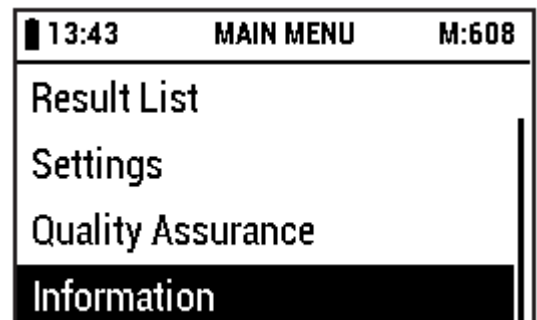 13:43 MAIN MENU M:608
Result List
Settings
Quality Assurance
Information